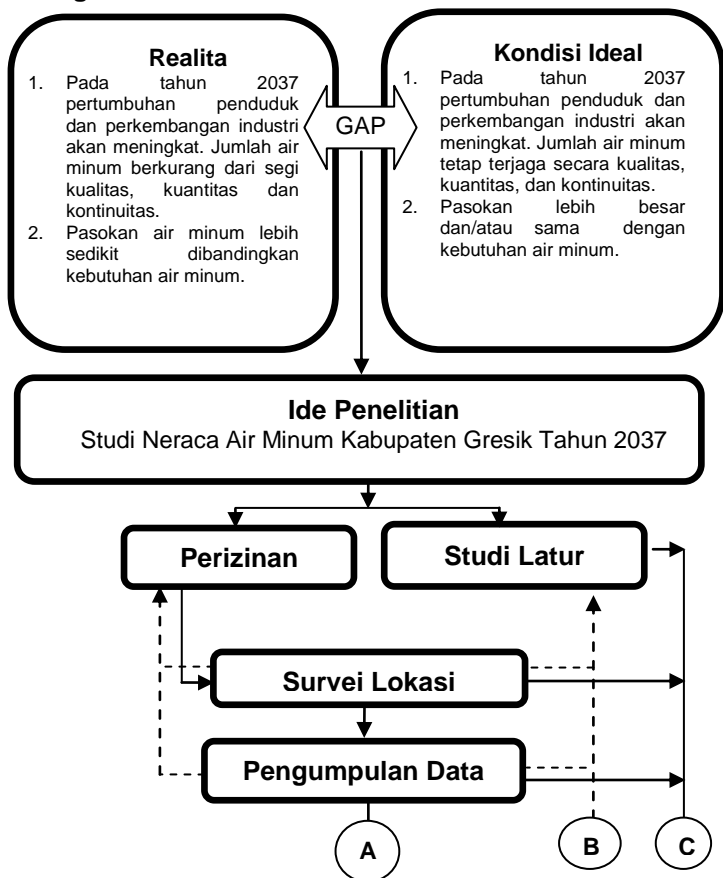 Realita
1. Pada tahun 2037
pertumbuhan penduduk
dan perkembangan industri
akan meningkat. Jumlah air
minum berkurang dari segi
kualitas, kuantitas dan
kontinuitas.
2. Pasokan air minum lebih
sedikit dibandingkan
kebutuhan air minum.
GAP
Kondisi Ideal
1. Pada tahun 2037
pertumbuhan penduduk dan
perkembangan industri akan
meningkat. Jumlah air minum
tetap terjaga secara kualitas,
kuantitas, dan kontinuitas.
2. Pasokan lebih besar
dan/atau sama dengan
kebutuhan air minum.
Ide Penelitian
Studi Neraca Air Minum Kabupaten Gresik Tahun 2037
Perizinan
Studi Latur
Survei Lokasi
Pengumpulan Data
A
B
C